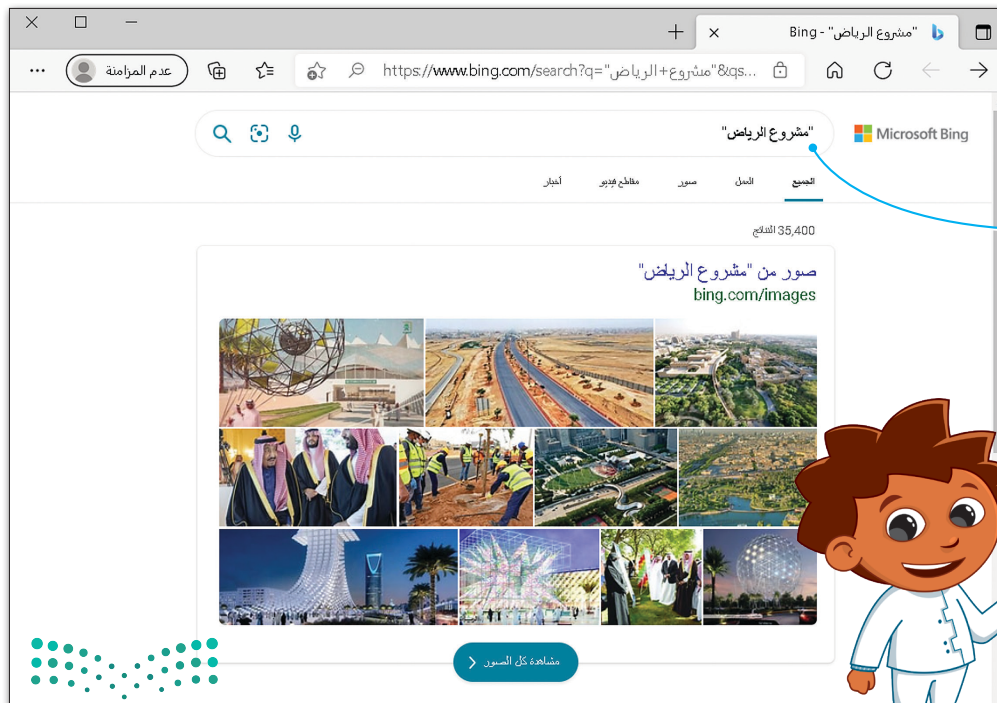 "مشروع الرياض" - Bing
https://www.bing.com/search?q="مشروع+الرياض"&qs...
عدم المزامنة
Microsoft Bing
"مشروع الرياض"
الجميع
العمل
صور
مقاطع فيديو
أخبار
35,400 النتائج
صور من "مشروع الرياض"
bing.com/images
مشاهدة كل الصور